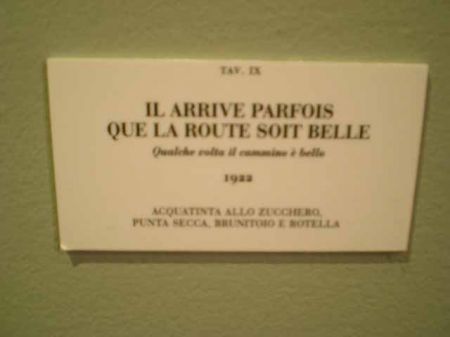 TAV. IX
IL ARRIVE PARFOIS
QUE LA ROUTE SOIT BELLE
Qualche volta il cammino è bello
1922
ACQUATINTA ALLO ZUCCHERO,
PUNTA SECCA, BRUNITOIO E ROTELLA